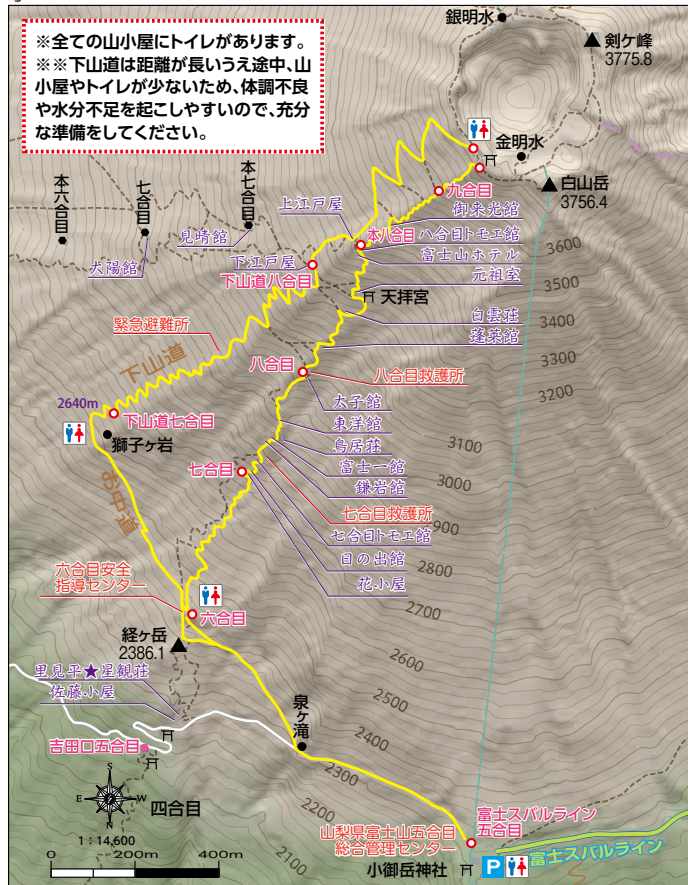 ※全ての山小屋にトイレがあります。
※※下山道は距離が長いうえ途中、山
小屋やトイレが少ないため、体調不良
や水分不足を起こしやすいので、充分
な準備をしてください。
銀明水
剣ケ峰
3775.8
金明水
白山岳
3756.4
九合目
本六合目
七合目
本七合目
見晴館
大陽館
上江戸屋
御来光館
本八合目
八合目トモエ館
富士山ホテル
元祖室
下江戸屋
下山道八合目
天拝宮
白雲荘
蓬莱館
3600
3500
3400
3300
3200
緊急避難所
下山道
八合目
八合目救護所
太子館
東洋館
鳥居荘
富士一館
鎌岩館
七合目
七合目救護所
七合目トモエ館
日の出館
花小屋
3100
3000
900
2800
2700
2600
2500
2400
2300
2200
2100
2640m
下山道七合目
獅子ヶ岩
お中道
六合目安全
指導センター
六合目
経ヶ岳
2386.1
里見平★星観荘
佐藤小屋
泉ヶ滝
吉田口五合目
S
E
W
N
四合目
1:14,600
0
200m
400m
富士スバルライン
五合目
山梨県富士山五合目
総合管理センター
小御岳神社
P
富士スバルライン